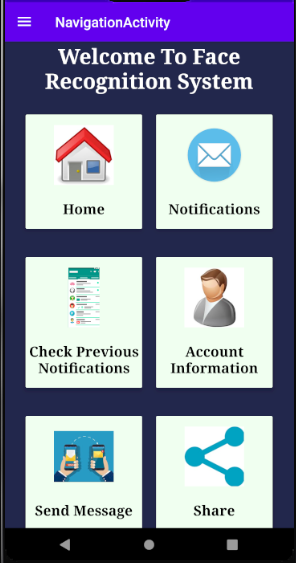 NavigationActivity
Welcome To Face
Recognition System
Home
Notifications
Check Previous
Notifications
Account
Information
Send Message
Share